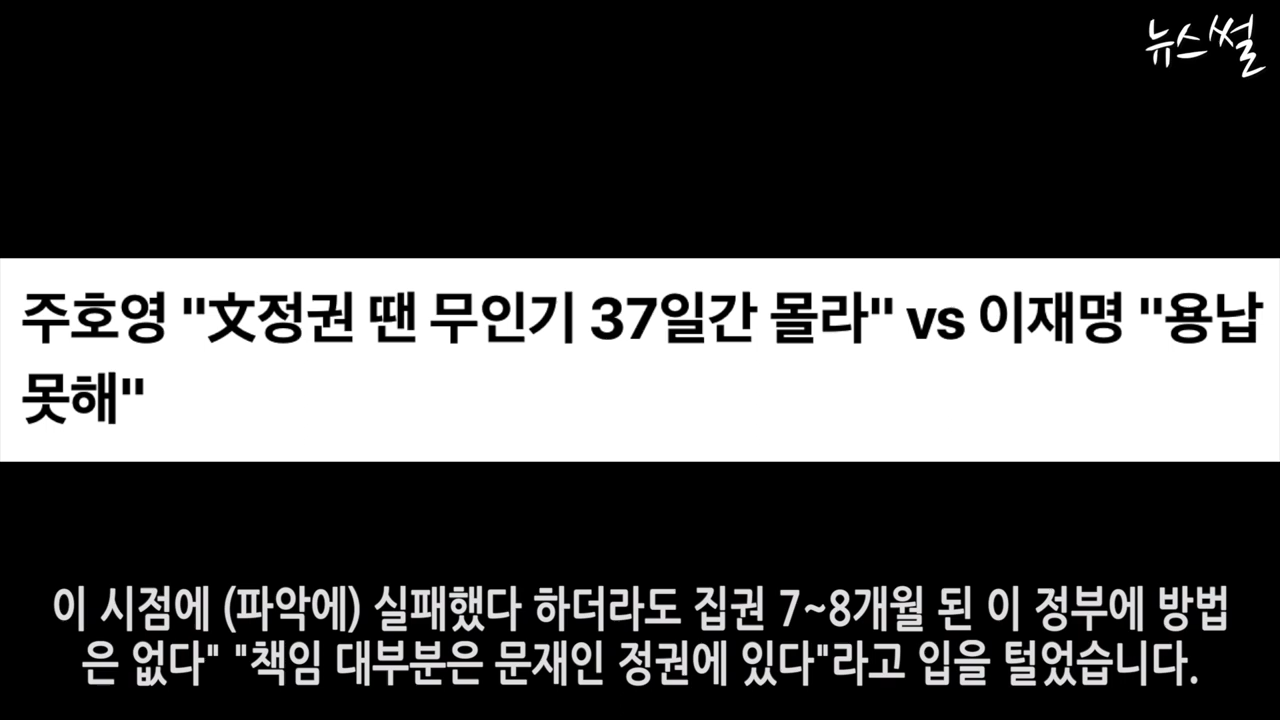 뉴스썰
주호영 "文정권 땐 무인기 37일간 몰라" vs 이재명 "용납
못해"
이 시점에 (파악에) 실패했다 하더라도 집권 7~8개월 된 이 정부에 방법
은 없다" "책임 대부분은 문재인 정권에 있다"라고 입을 털었습니다.